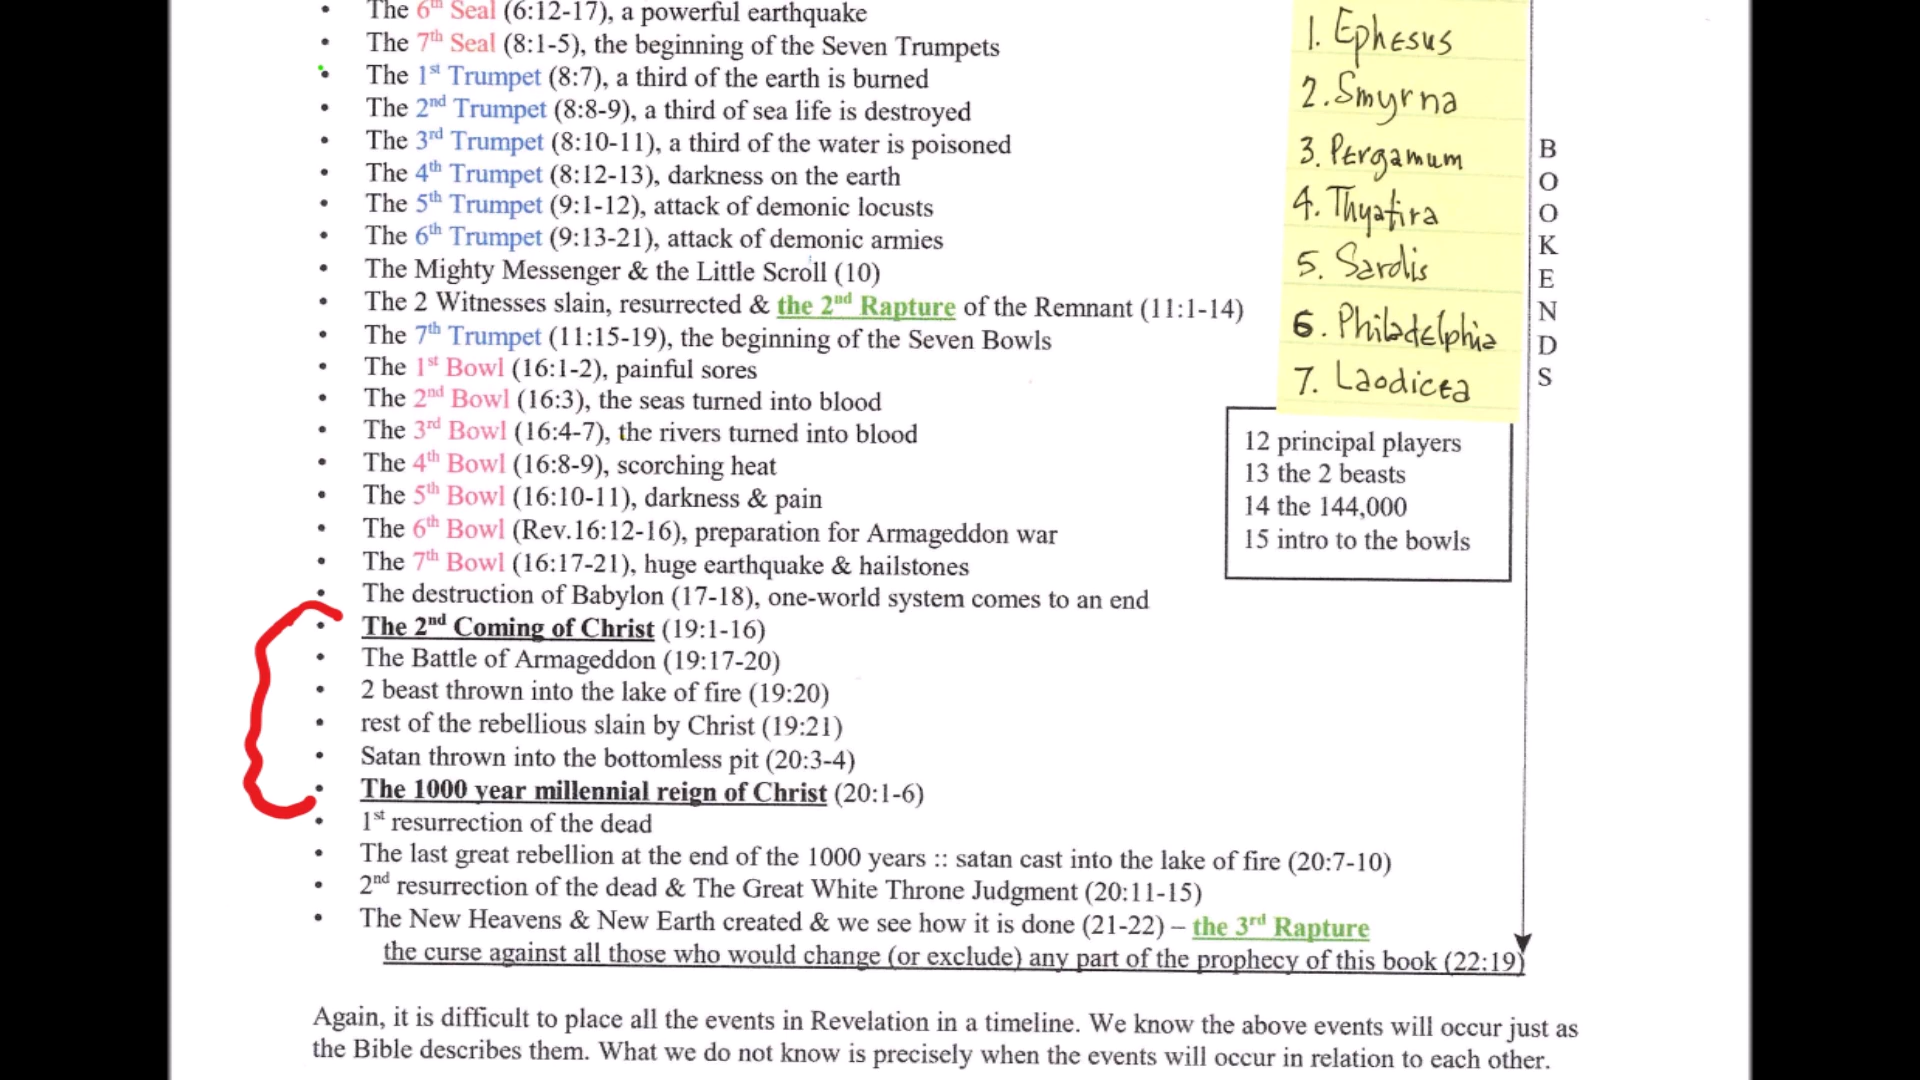 The 6th Seal (6:12-17), a powerful earthquake
The 7th Seal (8:1-5), the beginning of the Seven Trumpets
The 1st Trumpet (8:7), a third of the earth is burned
The 2nd Trumpet (8:8-9), a third of sea life is destroyed
The 3rd Trumpet (8:10-11), a third of the water is poisoned
The 4th Trumpet (8:12-13), darkness on the earth
The 5th Trumpet (9:1-12), attack of demonic locusts
The 6th Trumpet (9:13-21), attack of demonic armies
The Mighty Messenger & the Little Scroll (10)
The 2 Witnesses slain, resurrected & the 2nd Rapture of the Remnant (11:1-14)
The 7th Trumpet (11:15-19), the beginning of the Seven Bowls
The 1st Bowl (16:1-2), painful sores
The 2nd Bowl (16:3), the seas turned into blood
The 3rd Bowl (16:4-7), the rivers turned into blood
The 4th Bowl (16:8-9), scorching heat
The 5th Bowl (16:10-11), darkness & pain
The 6th Bowl (Rev.16:12-16), preparation for Armageddon war
The 7th Bowl (16:17-21), huge earthquake & hailstones
The destruction of Babylon (17-18), one-world system comes to an end
The 2nd Coming of Christ (19:1-16)
The Battle of Armageddon (19:17-20)
2 beast thrown into the lake of fire (19:20)
rest of the rebellious slain by Christ (19:21)
Satan thrown into the bottomless pit (20:3-4)
The 1000 year millennial reign of Christ (20:1-6)
1st resurrection of the dead
The last great rebellion at the end of the 1000 years :: satan cast into the lake of fire (20:7-10)
2nd resurrection of the dead & The Great White Throne Judgment (20:11-15)
The New Heavens & New Earth created & we see how it is done (21-22) – the 3rd Rapture
the curse against all those who would change (or exclude) any part of the prophecy of this book (22:19)
1. Ephesus
2. Smyrna
3. Pergamum
4. Thyatira
5. Sardis
6. Philadelphia
7. Laodicea
12 principal players
13 the 2 beasts
14 the 144,000
15 intro to the bowls
B
O
O
K
E
N
D
S
Again, it is difficult to place all the events in Revelation in a timeline. We know the above events will occur just as
the Bible describes them. What we do not know is precisely when the events will occur in relation to each other.